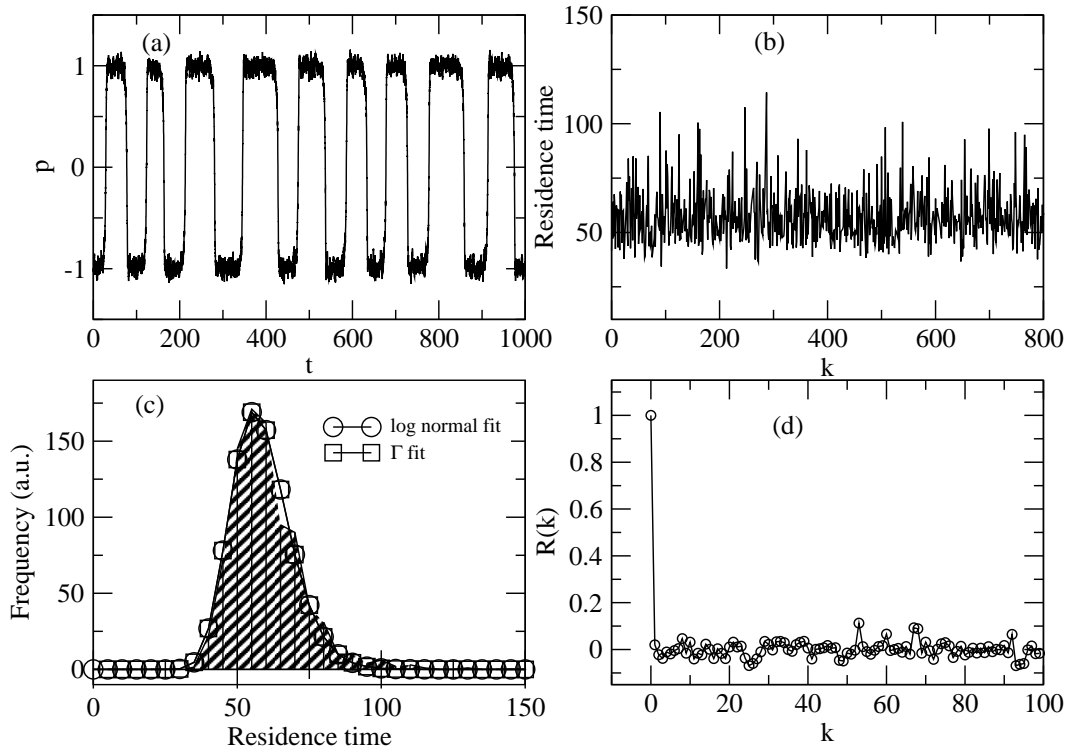 (a)
p
1
0
-1
0 200 400 600 800 1000
t
(b)
Residence time
150
100
50
0 200 400 600 800
k
(c)
log normal fit
Γ fit
Frequency (a.u.)
150
100
50
0
0 50 100 150
Residence time
(d)
R(k)
1
0.8
0.6
0.4
0.2
0
0 20 40 60 80 100
k